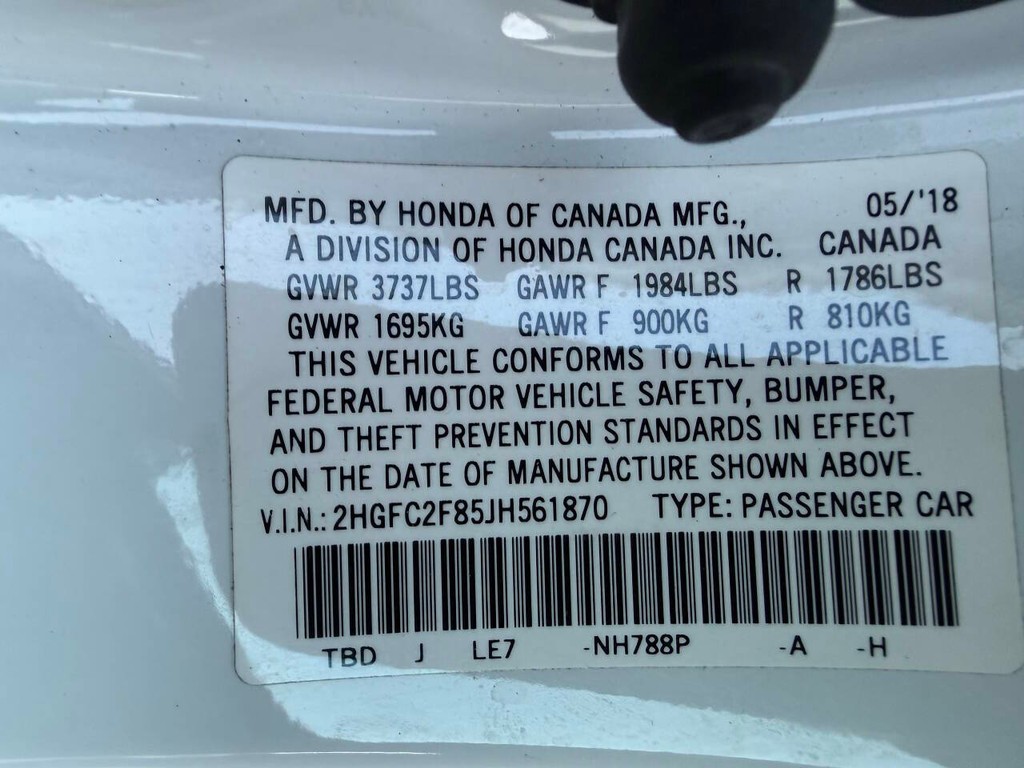 MFD. BY HONDA OF CANADA MFG., 05/'18
A DIVISION OF HONDA CANADA INC. CANADA
GVWR 3737LBS GAWR F 1984LBS R 1786LBS
GVWR 1695KG GAWR F 900KG R 810KG
THIS VEHICLE CONFORMS TO ALL APPLICABLE
FEDERAL MOTOR VEHICLE SAFETY, BUMPER,
AND THEFT PREVENTION STANDARDS IN EFFECT
ON THE DATE OF MANUFACTURE SHOWN ABOVE.
V.I.N.: 2HGFC2F85JH561870 TYPE: PASSENGER CAR
TBD J LE7 -NH788P -A -H